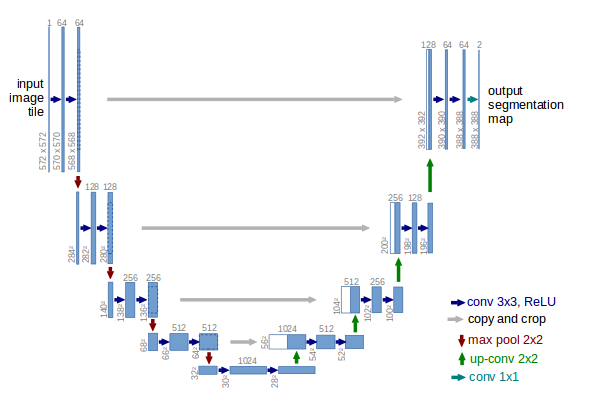 1 64 64
128 64 64 2
input
image
tile
output
segmentation
map
572 x 572
570 x 570
568 x 568
392 x 392
390 x 390
388 x 388
388 x 388
128 128
256 128
284²
282²
280²
200²
198²
196²
256 256
512 256
140²
138²
136²
104²
102²
100²
512 512
1024 512
68²
66²
64²
56²
54²
52²
1024
32²
30²
28²
conv 3x3, ReLU
copy and crop
max pool 2x2
up-conv 2x2
conv 1x1